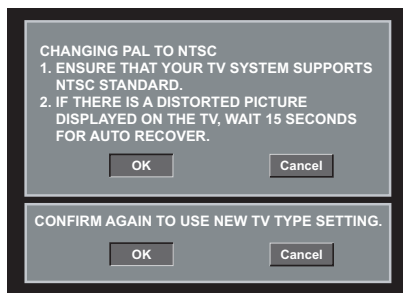 CHANGING PAL TO NTSC
1. ENSURE THAT YOUR TV SYSTEM SUPPORTS
NTSC STANDARD.
2. IF THERE IS A DISTORTED PICTURE
DISPLAYED ON THE TV, WAIT 15 SECONDS
FOR AUTO RECOVER.
OK Cancel
CONFIRM AGAIN TO USE NEW TV TYPE SETTING.
OK Cancel